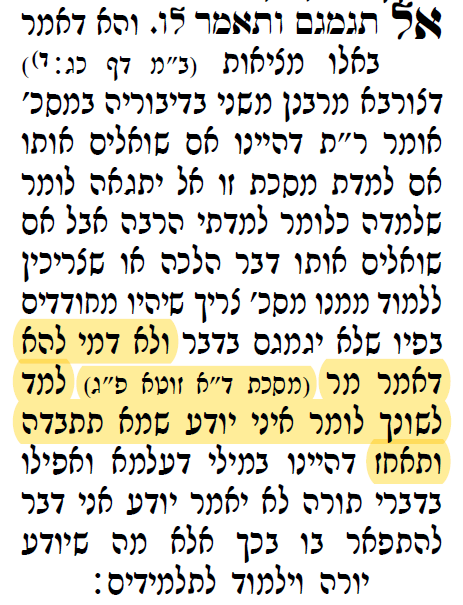 אל תגמגם ותאמר לו. והא דאמר
באלו מציאות (ב״מ דף כג:ד)
דצורבא מרבנן משני בדיבוריה במסכ׳
אומר ר״ת דהיינו אם שואלים אותו
אם למדת מסכת זו אל יתגאה לומר
שלמדה כלומר למדתי הרבה אבל אם
שואלים אותו דבר הלכה או שצריכין
ללמוד ממנו מסכ׳ צריך שיהיו מחודדים
בפיו שלא יגמגם בדבר ולא דמי להא
דאמר מר (מסכת ד״א זוטא פ״ג) למד
לשונך לומר איני יודע שמא תתבדה
ותאחז דהיינו במילי דעלמא ואפילו
בדברי תורה לא יאמר יודע אני דבר
להתפאר בו בכך אלא מה שיודע
יורה וילמוד לתלמידים: